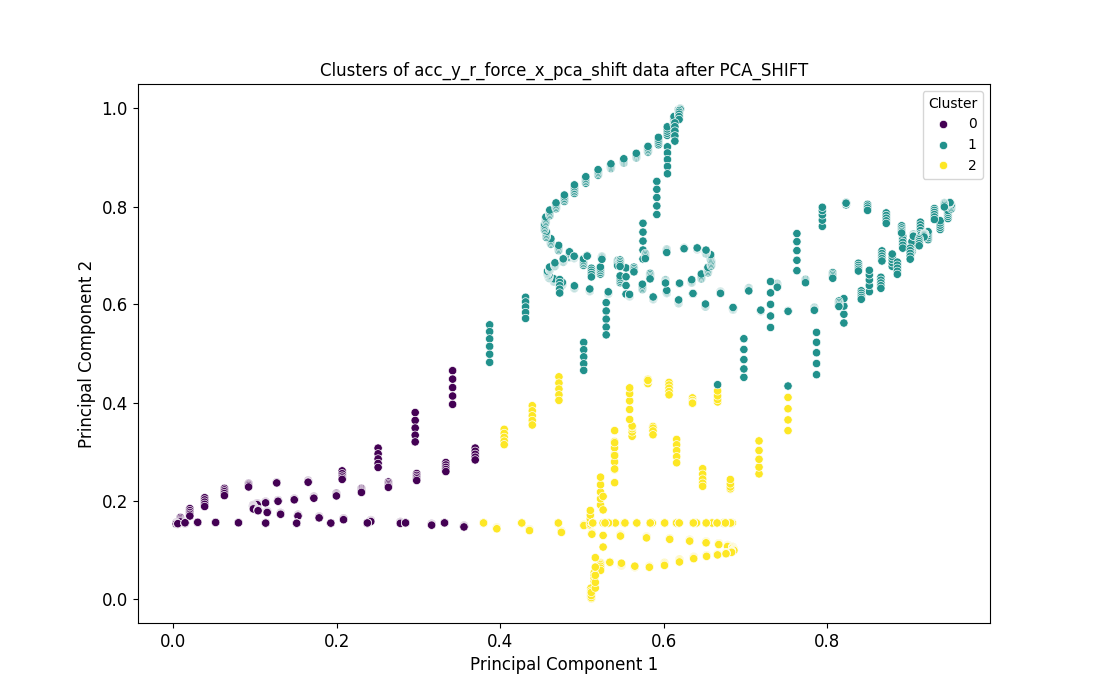 Clusters of acc_y_r_force_x_pca_shift data after PCA_SHIFT
Cluster
0
1
2
Principal Component 2
1.0
0.8
0.6
0.4
0.2
0.0
0.0 0.2 0.4 0.6 0.8
Principal Component 1